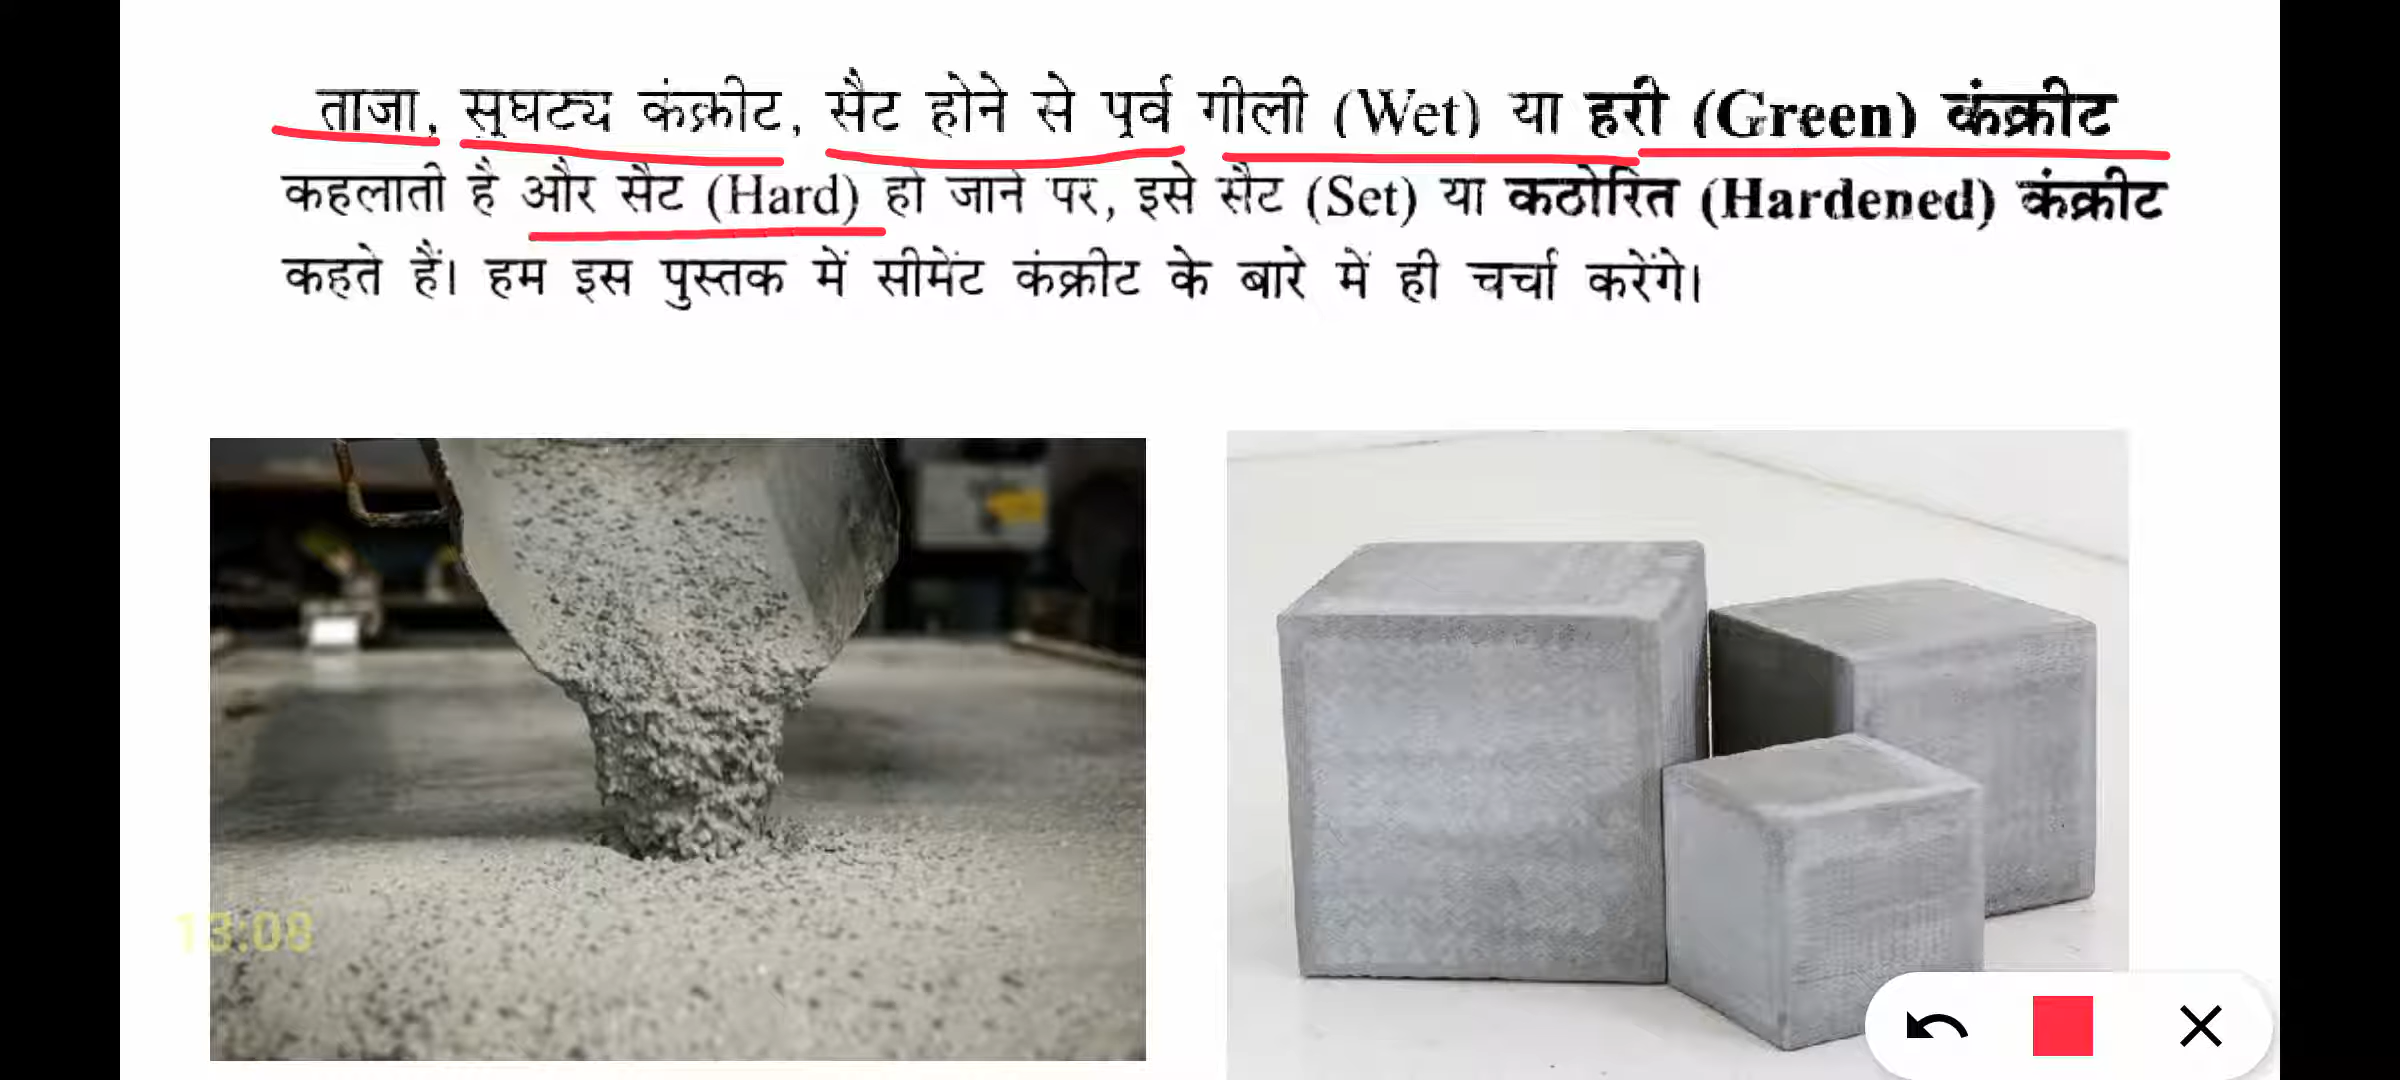 ताजा, सुघट्य कंक्रीट, सैट होने से पूर्व गीली (Wet) या हरी (Green) कंक्रीट
कहलाती है और सैट (Hard) हो जाने पर, इसे सैट (Set) या कठोरित (Hardened) कंक्रीट
कहते हैं। हम इस पुस्तक में सीमेंट कंक्रीट के बारे में ही चर्चा करेंगे।
13:08